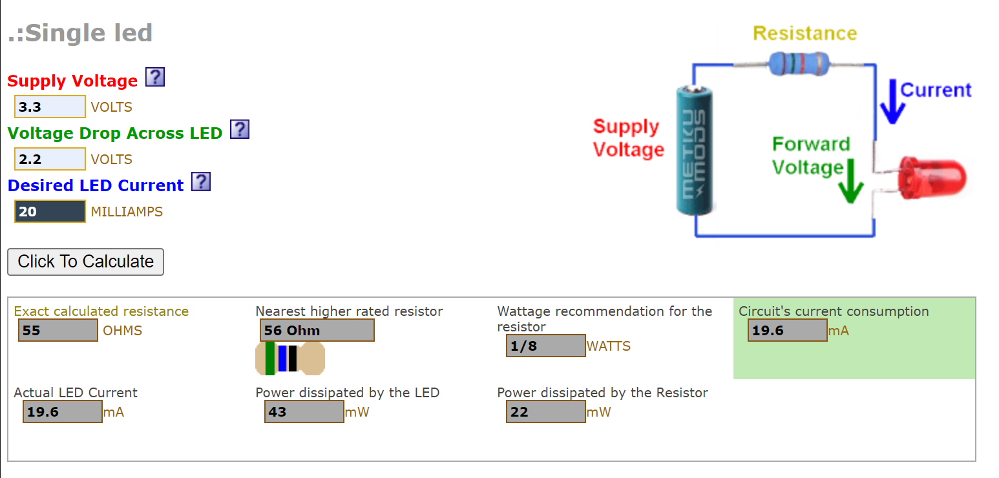 .:Single led
Supply Voltage ?
3.3 VOLTS
Voltage Drop Across LED ?
2.2 VOLTS
Desired LED Current ?
20 MILLIAMPS
Click To Calculate
Resistance
Current
Supply
Voltage
METKU
MODS
Forward
Voltage
Exact calculated resistance
55 OHMS
Nearest higher rated resistor
56 Ohm
Wattage recommendation for the
resistor
1/8 WATTS
Circuit's current consumption
19.6 mA
Actual LED Current
19.6 mA
Power dissipated by the LED
43 mW
Power dissipated by the Resistor
22 mW